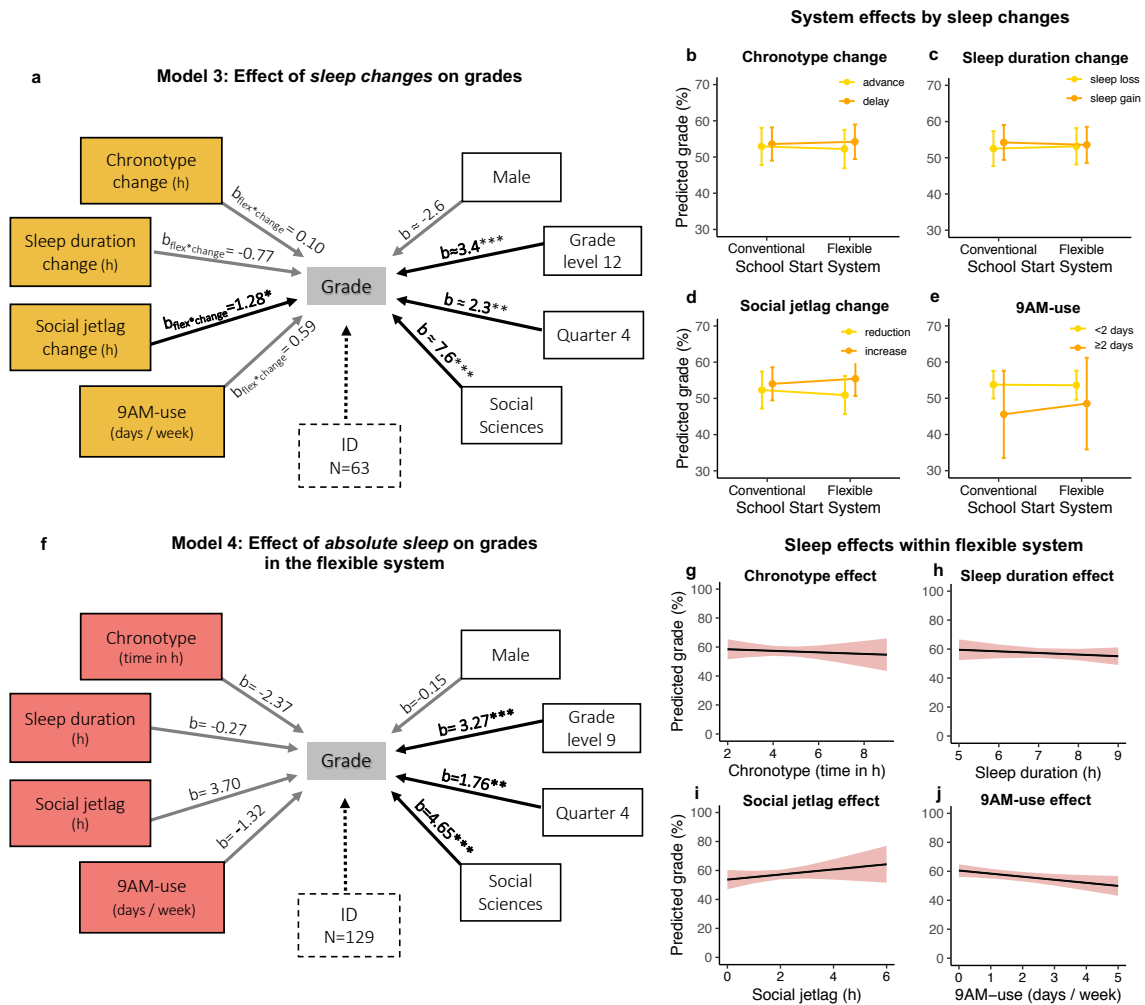 System effects by sleep changes
a
Model 3: Effect of sleep changes on grades
Chronotype
change (h)
Sleep duration
change (h)
Social jetlag
change (h)
9AM-use
(days / week)
bflex*change = 0.10
bflex*change = -0.77
bflex*change=1.28*
bflex*change = 0.59
Grade
ID
N=63
b ≈ -2.6
b≈3.4***
b ≈ 2.3**
b ≈ 7.6***
Male
Grade
level 12
Quarter 4
Social
Sciences
b
Chronotype change
advance
delay
Predicted grade (%)
70
60
50
40
30
Conventional Flexible
School Start System
c
Sleep duration change
sleep loss
sleep gain
70
60
50
40
30
Conventional Flexible
School Start System
d
Social jetlag change
reduction
increase
Predicted grade (%)
70
60
50
40
30
Conventional Flexible
School Start System
e
9AM-use
<2 days
≥2 days
70
60
50
40
30
Conventional Flexible
School Start System
f
Model 4: Effect of absolute sleep on grades
in the flexible system
Chronotype
(time in h)
Sleep duration
(h)
Social jetlag
(h)
9AM-use
(days / week)
b= -2.37
b= -0.27
b= 3.70
b= -1.32
Grade
ID
N=129
b=-0.15
b= 3.27***
b=1.76**
b=4.65***
Male
Grade
level 9
Quarter 4
Social
Sciences
Sleep effects within flexible system
g
Chronotype effect
Predicted grade (%)
100
80
60
40
20
0
2 4 6 8
Chronotype (time in h)
h
Sleep duration effect
100
80
60
40
20
0
5 6 7 8 9
Sleep duration (h)
i
Social jetlag effect
Predicted grade (%)
100
80
60
40
20
0
0 2 4 6
Social jetlag (h)
j
9AM-use effect
100
80
60
40
20
0
0 1 2 3 4 5
9AM−use (days / week)